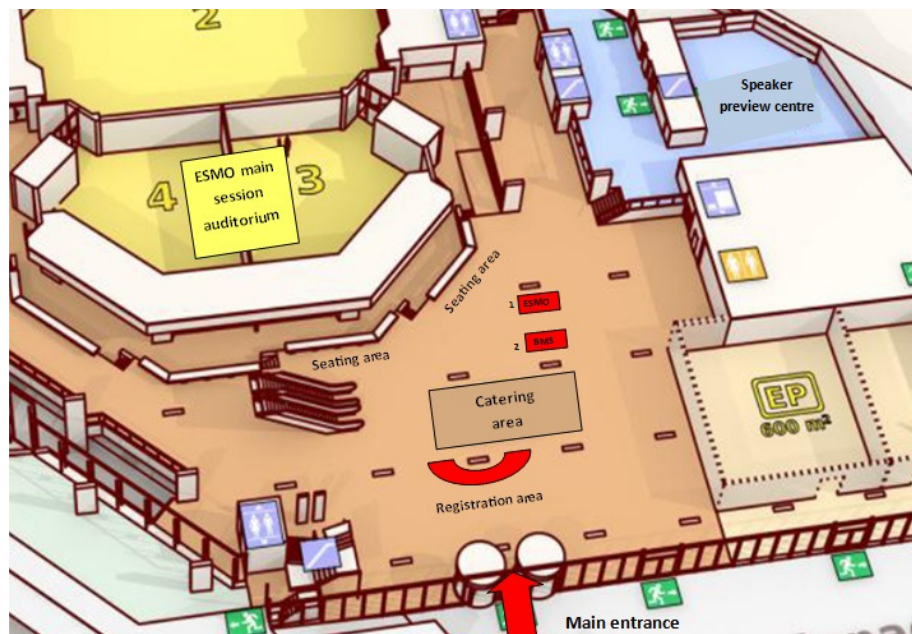 2
Speaker
preview centre
ESMO main
session
auditorium
4
3
Seating area
1
ESMO
2
BMS
Seating area
Catering
area
EP
600 m²
Registration area
Main entrance